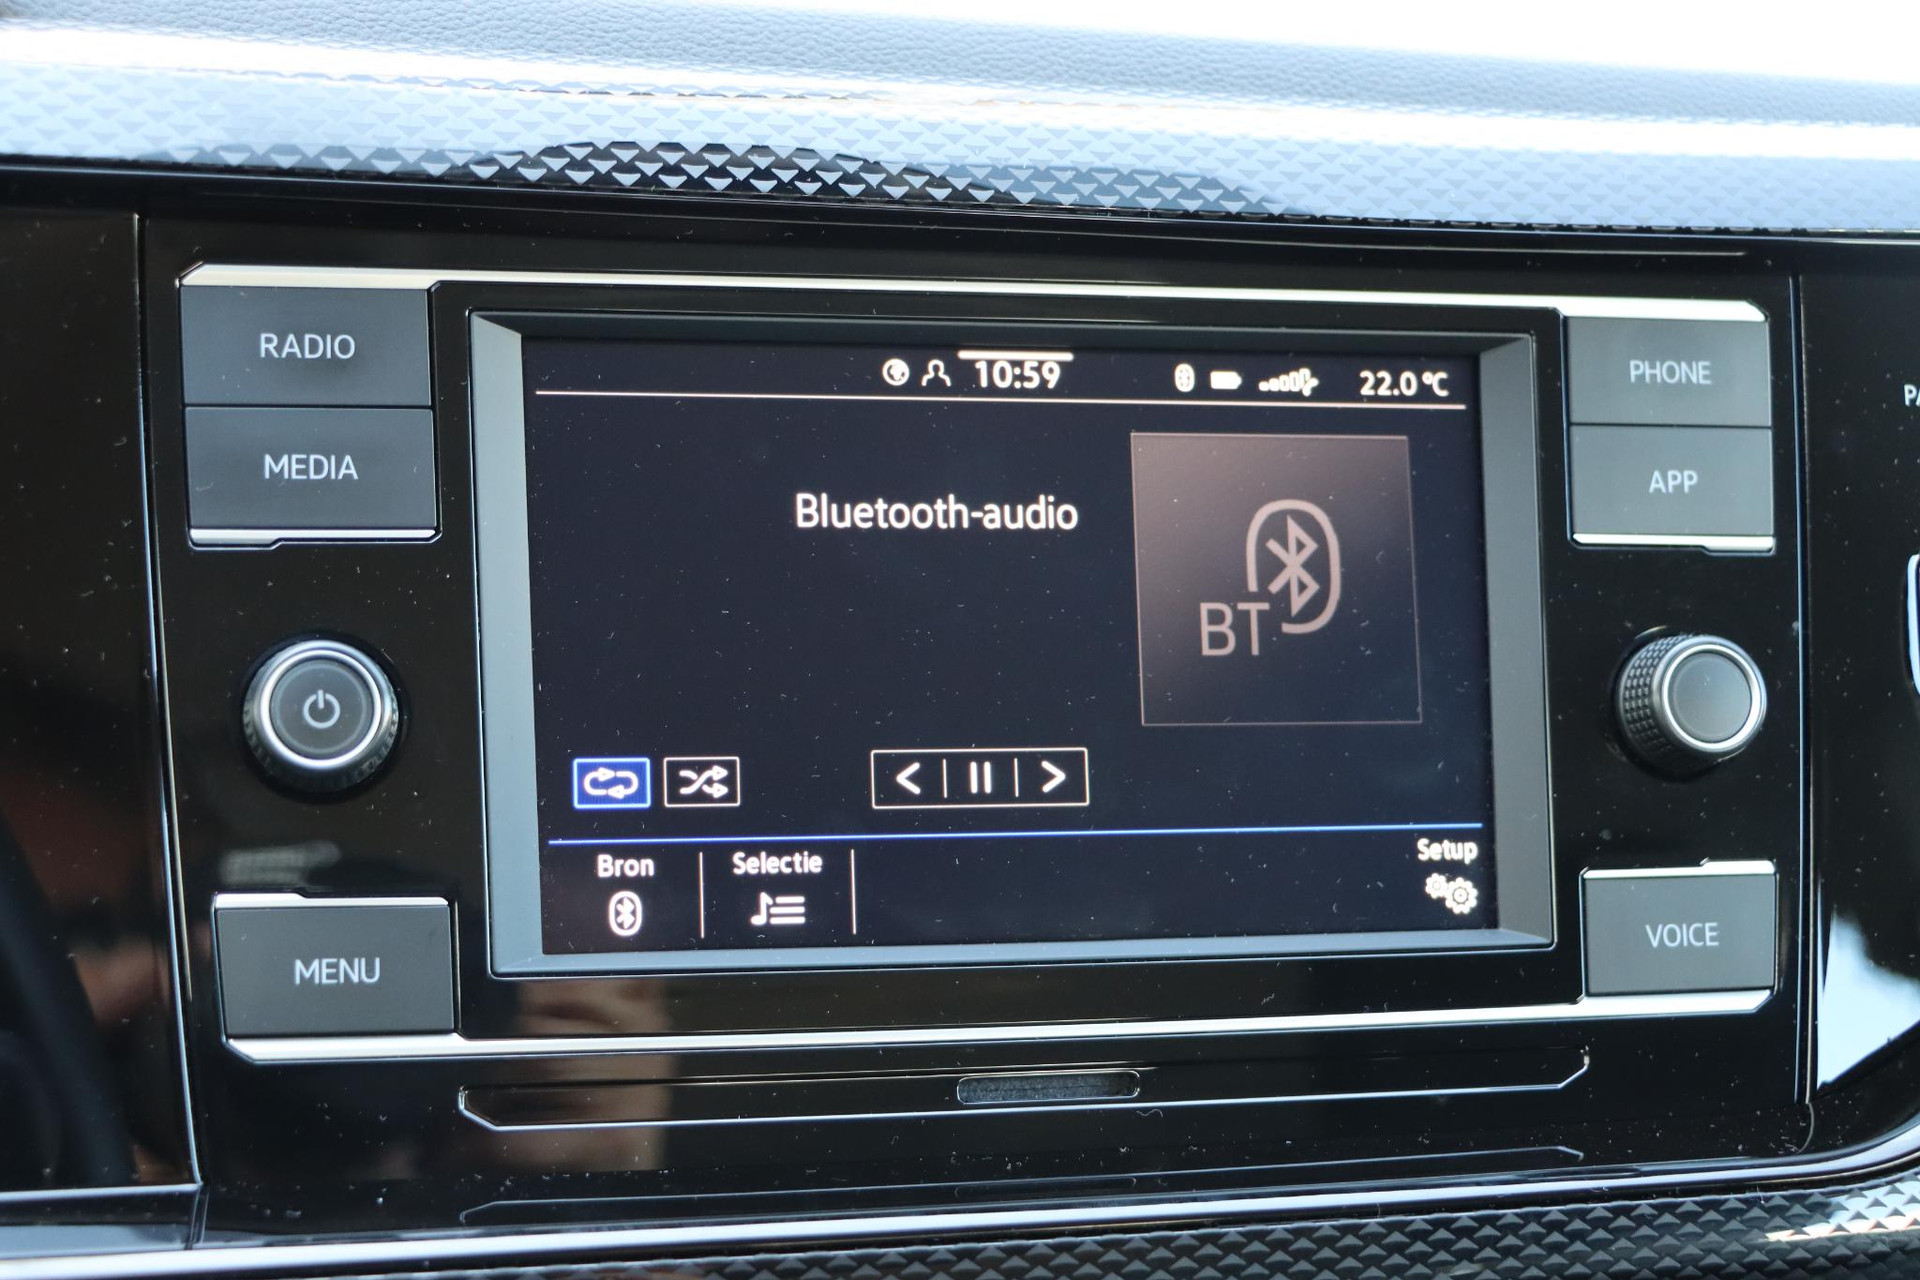 RADIO
MEDIA
MENU
10:59
22.0 °C
Bluetooth-audio
BT
Bron
Selectie
Setup
PHONE
APP
VOICE